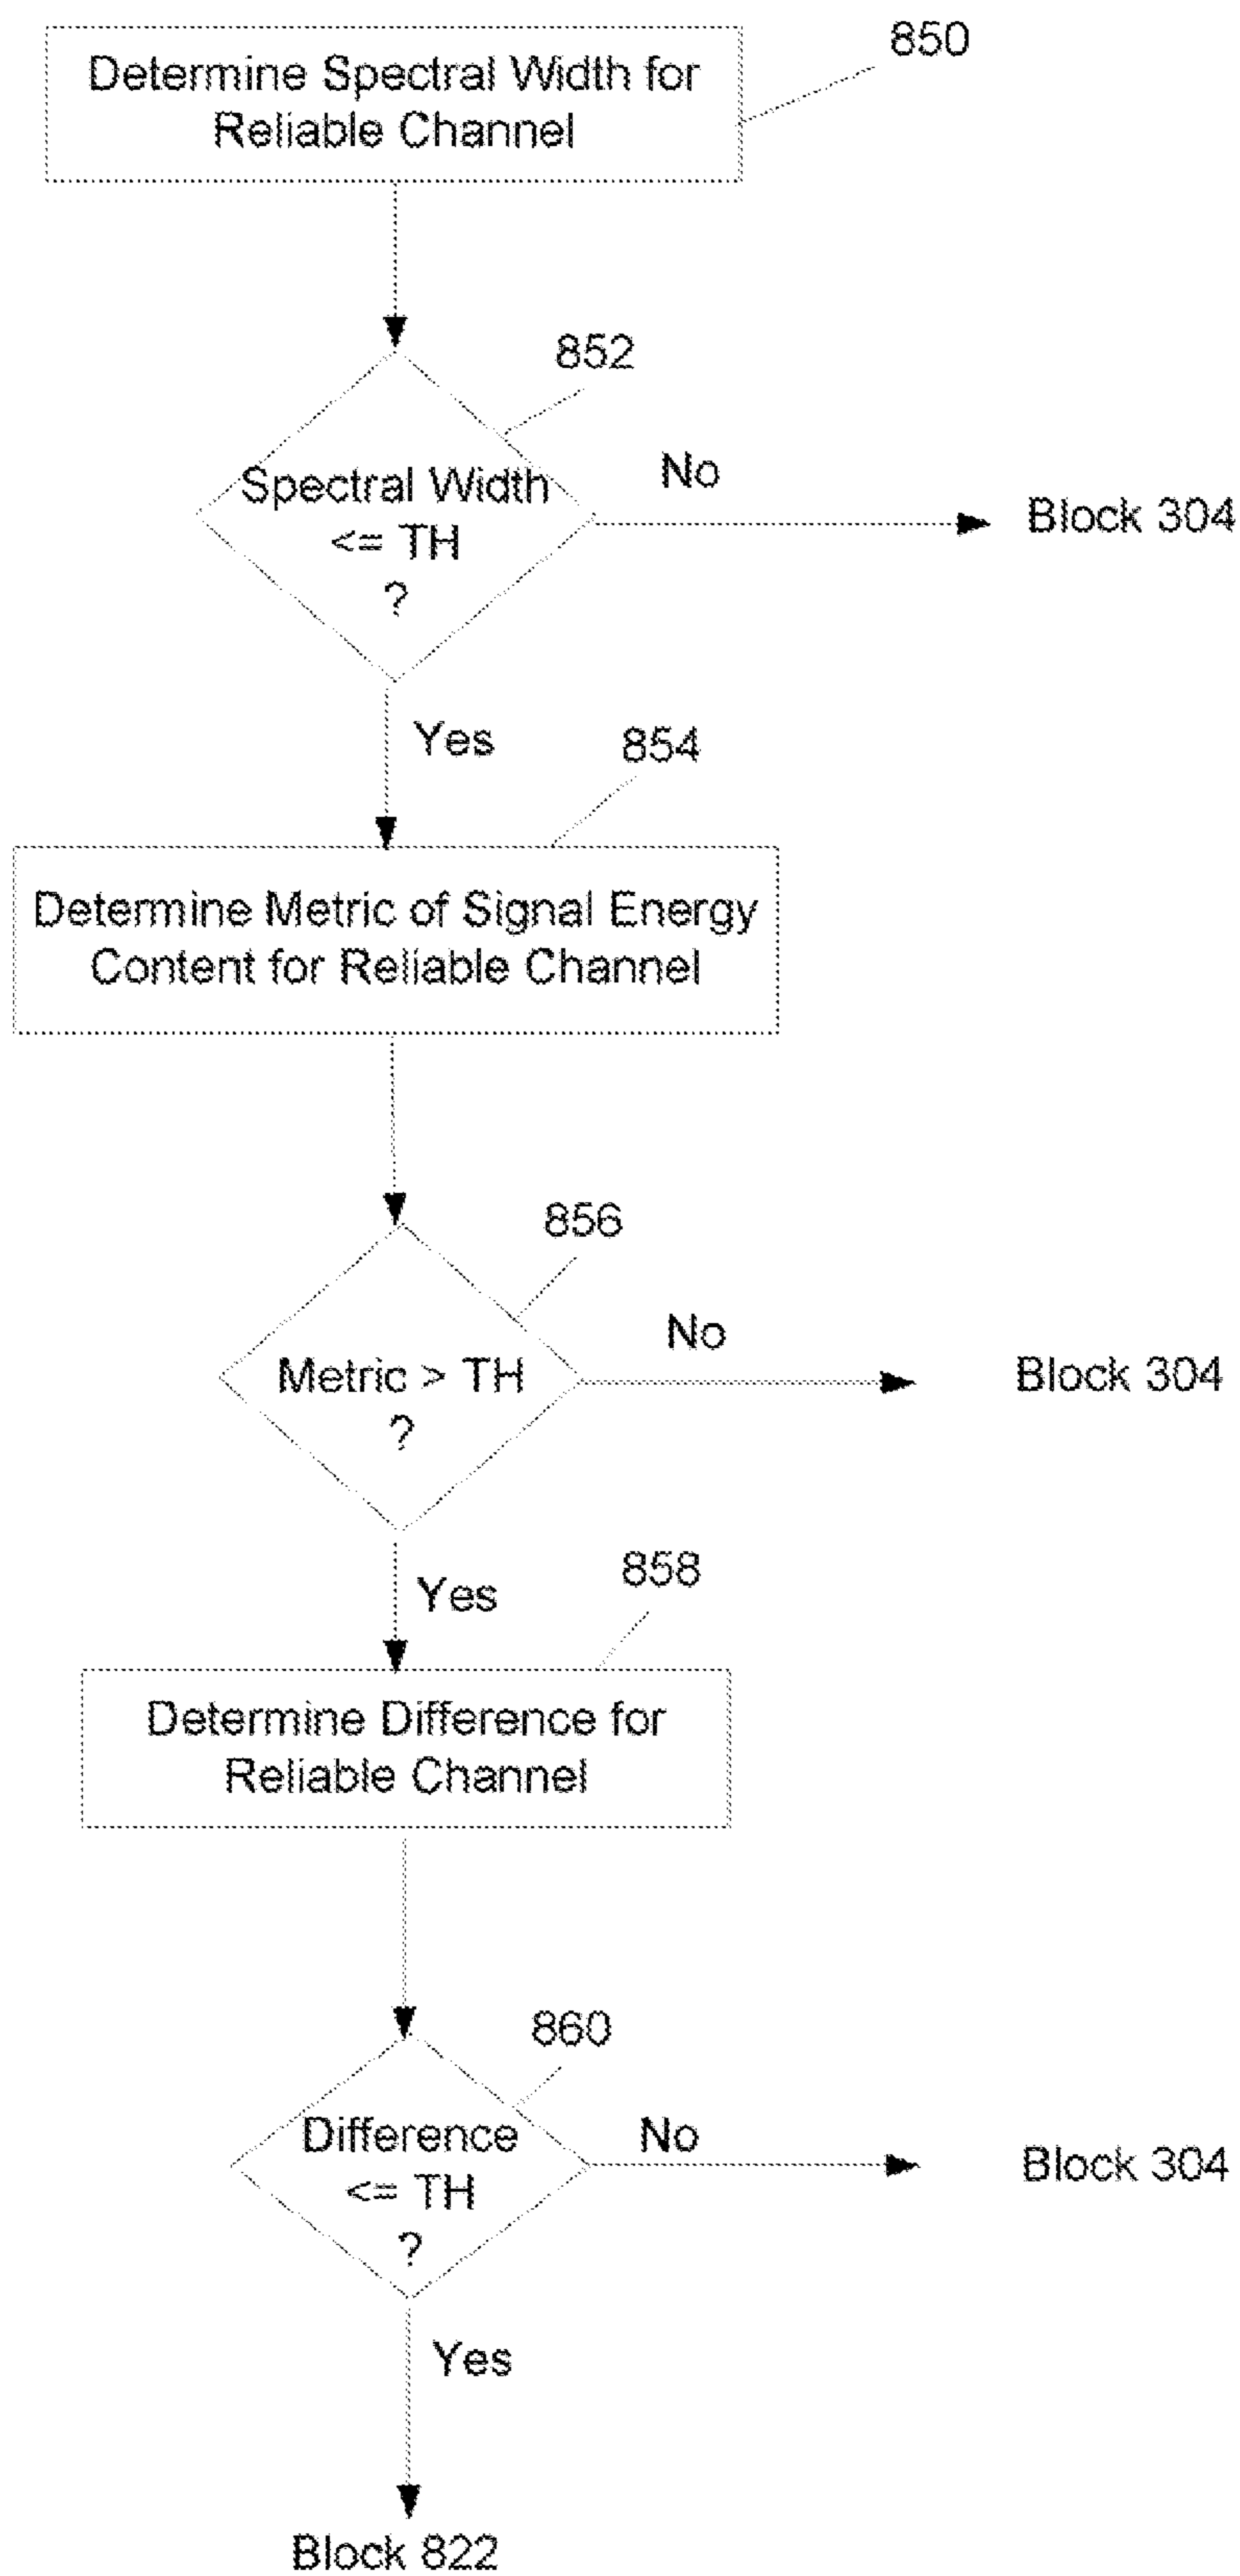 850
Determine Spectral Width for
Reliable Channel
852
Spectral Width
<= TH
?
No
Block 304
Yes
854
Determine Metric of Signal Energy
Content for Reliable Channel
856
Metric > TH
?
No
Block 304
Yes
858
Determine Difference for
Reliable Channel
860
Difference
<= TH
?
No
Block 304
Yes
Block 822